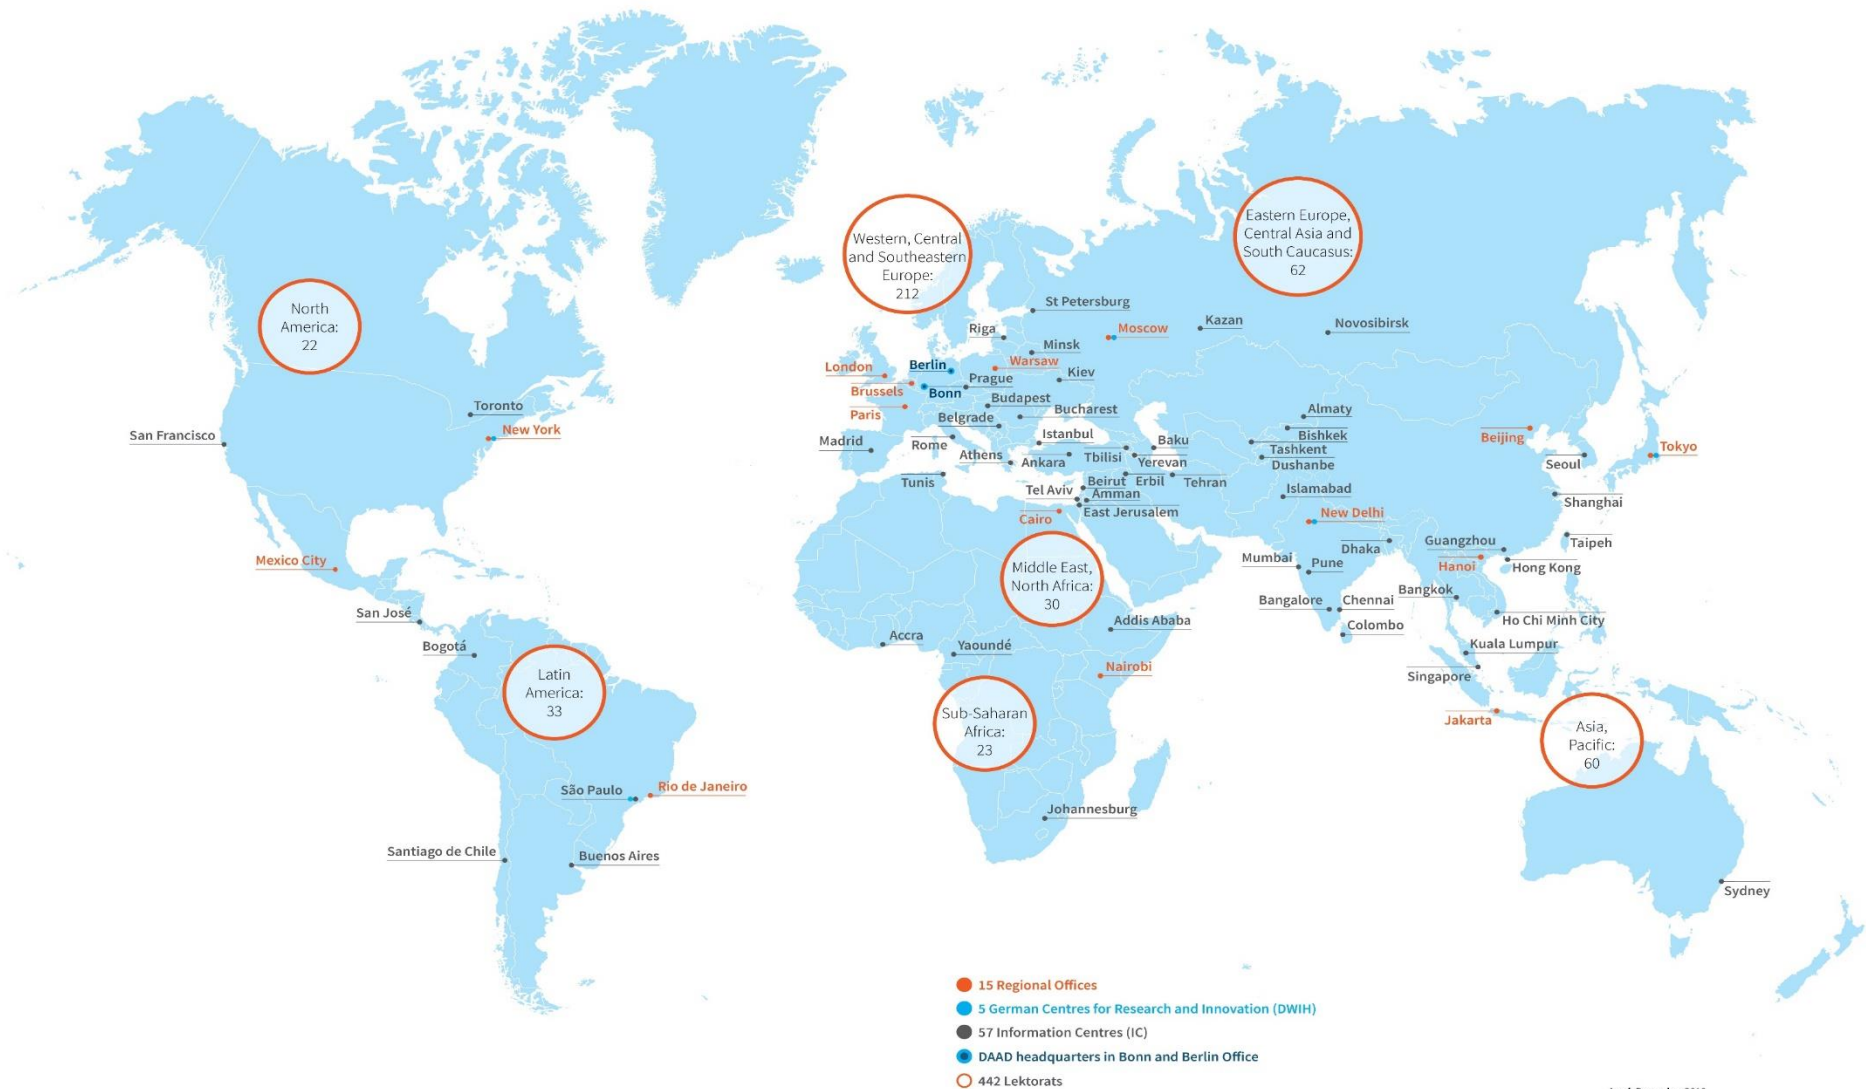 Eastern Europe,
Central Asia and
South Caucasus:
62
Western, Central
and Southeastern
Europe:
212
North
America:
22
St Petersburg
Kazan
Novosibirsk
Riga
Moscow
Minsk
London
Berlin
Warsaw
Brussels
Bonn
Prague
Kiev
Paris
Budapest
Toronto
Belgrade
Bucharest
Almaty
San Francisco
New York
Madrid
Rome
Istanbul
Baku
Bishkek
Beijing
Tokyo
Athens
Ankara
Tbilisi
Yerevan
Tashkent
Dushanbe
Seoul
Tunis
Beirut
Erbil
Tehran
Tel Aviv
Amman
Islamabad
Shanghai
Cairo
East Jerusalem
New Delhi
Mexico City
Middle East,
North Africa:
30
Mumbai
Dhaka
Guangzhou
Taipeh
Pune
Hanoi
Hong Kong
San José
Bangalore
Chennai
Bangkok
Accra
Addis Ababa
Colombo
Ho Chi Minh City
Bogotá
Yaoundé
Kuala Lumpur
Latin
America:
33
Nairobi
Singapore
Sub-Saharan
Africa:
23
Jakarta
Asia,
Pacific:
60
São Paulo
Rio de Janeiro
Johannesburg
Santiago de Chile
Buenos Aires
Sydney
15 Regional Offices
5 German Centres for Research and Innovation (DWIH)
57 Information Centres (IC)
DAAD headquarters in Bonn and Berlin Office
442 Lektorats